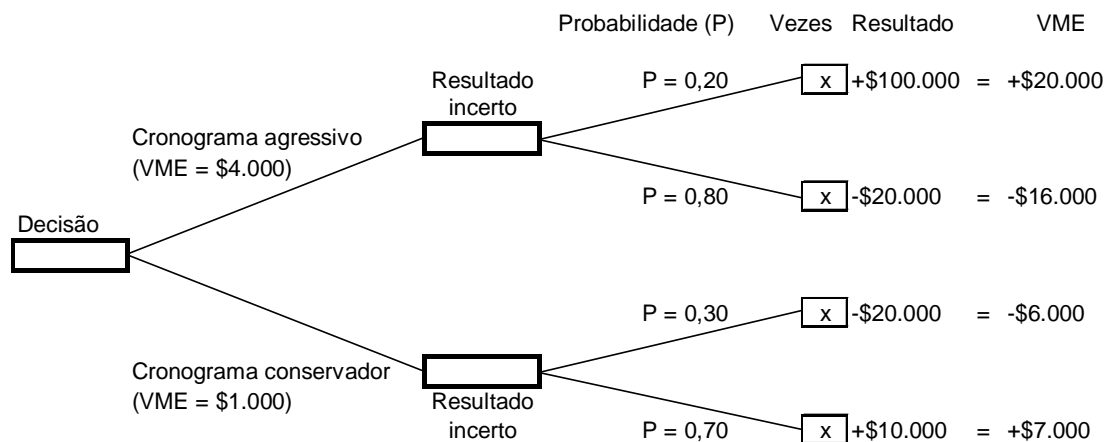 Probabilidade (P) Vezes Resultado VME
P = 0,20 x +$100.000 = +$20.000
Resultado
incerto
Cronograma agressivo
(VME = $4.000)
P = 0,80 x -$20.000 = -$16.000
Decisão
P = 0,30 x -$20.000 = -$6.000
Cronograma conservador
(VME = $1.000)
Resultado
incerto
P = 0,70 x +$10.000 = +$7.000